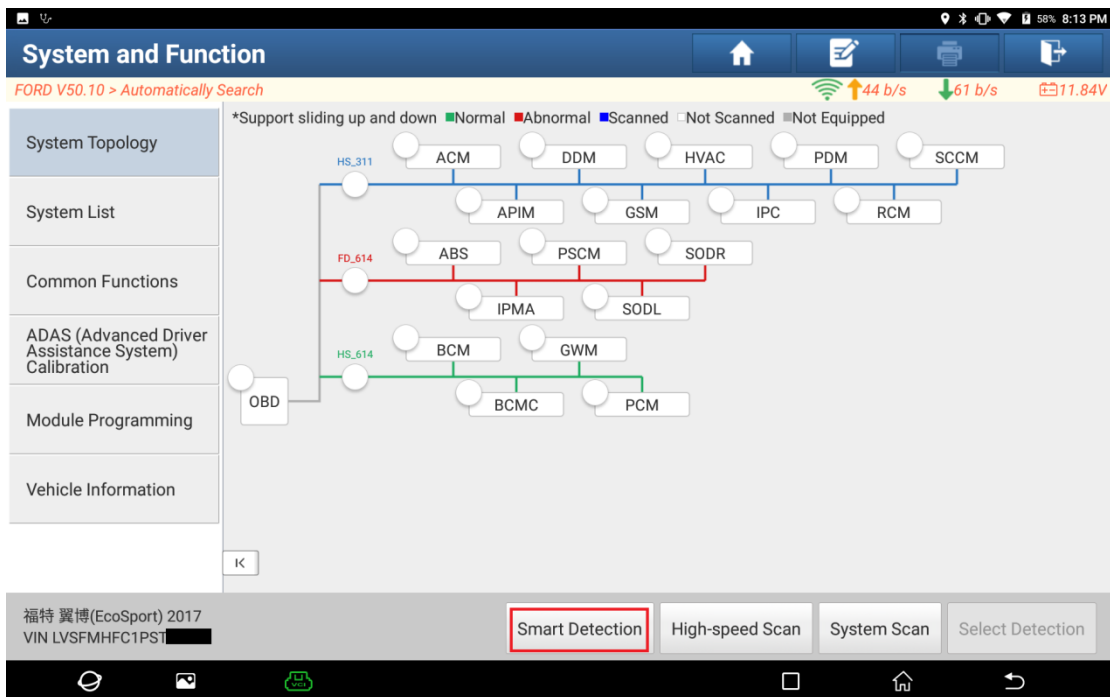 58% 8:13 PM
System and Function
FORD V50.10 > Automatically Search
44 b/s 61 b/s 11.84V
*Support sliding up and down Normal Abnormal Scanned Not Scanned Not Equipped
System Topology
System List
Common Functions
ADAS (Advanced Driver
Assistance System)
Calibration
Module Programming
Vehicle Information
HS_311
ACM DDM HVAC PDM SCCM
APIM GSM IPC RCM
FD_614
ABS PSCM SODR
IPMA SODL
HS_614
BCM GWM
BCMC PCM
OBD
福特 翼博(EcoSport) 2017
VIN LVSFMHFC1PST
Smart Detection High-speed Scan System Scan Select Detection
VCI